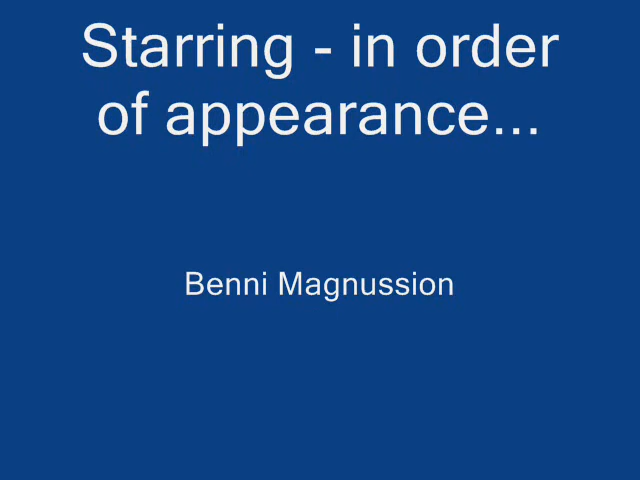 Starring - in order
of appearance...
Benni Magnussion